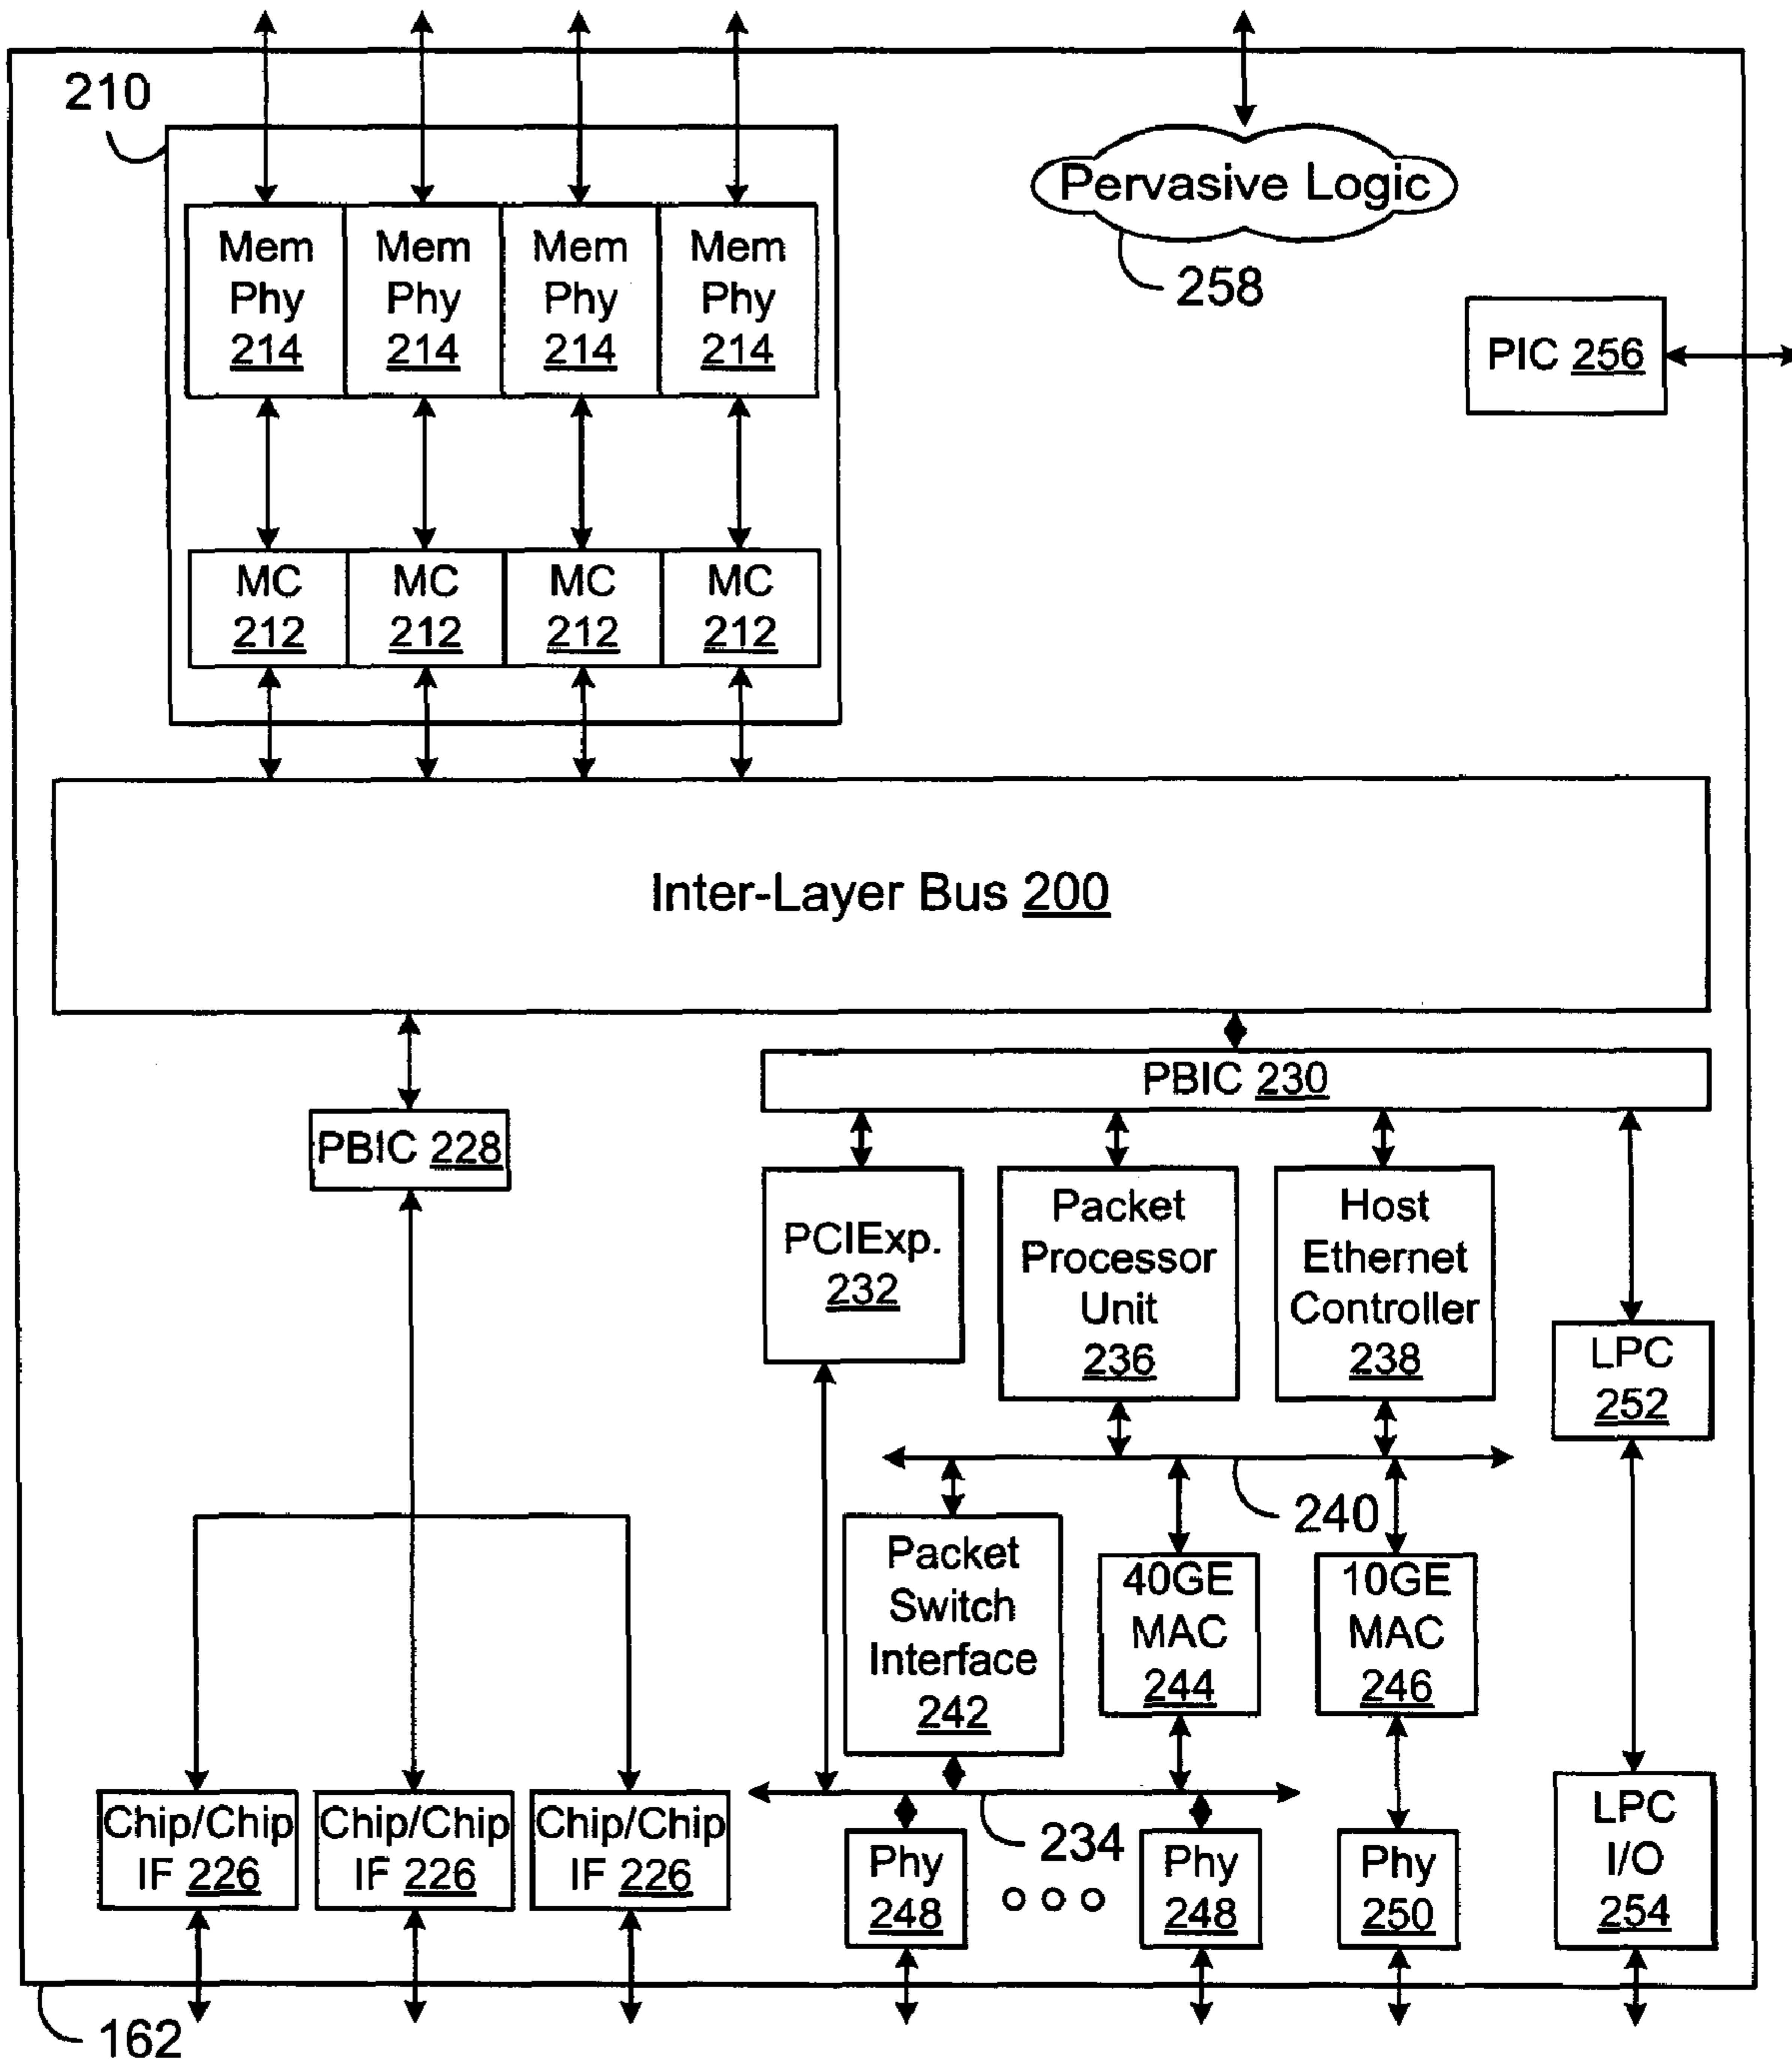 210
Pervasive Logic
258
Mem Phy 214
Mem Phy 214
Mem Phy 214
Mem Phy 214
PIC 256
MC 212
MC 212
MC 212
MC 212
Inter-Layer Bus 200
PBIC 230
PBIC 228
PCIExp. 232
Packet Processor Unit 236
Host Ethernet Controller 238
LPC 252
240
Packet Switch Interface 242
40GE MAC 244
10GE MAC 246
Chip/Chip IF 226
Chip/Chip IF 226
Chip/Chip IF 226
234
Phy 248
Phy 248
Phy 250
LPC I/O 254
162